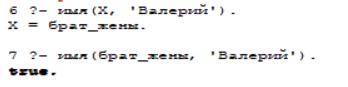 6 ?- имя(X, 'Валерий').
X = брат_жены.
7 ?- имя(брат_жены, 'Валерий').
true.